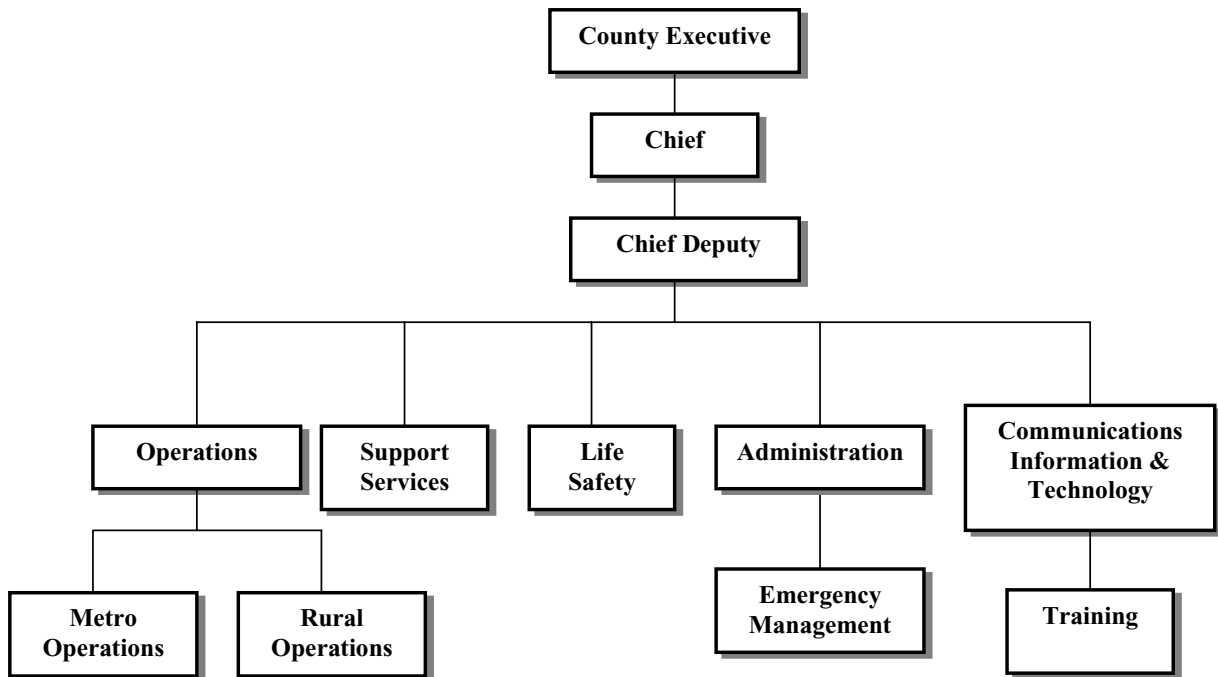 County Executive
Chief
Chief Deputy
Operations
Support
Services
Life
Safety
Administration
Communications
Information &
Technology
Metro
Operations
Rural
Operations
Emergency
Management
Training